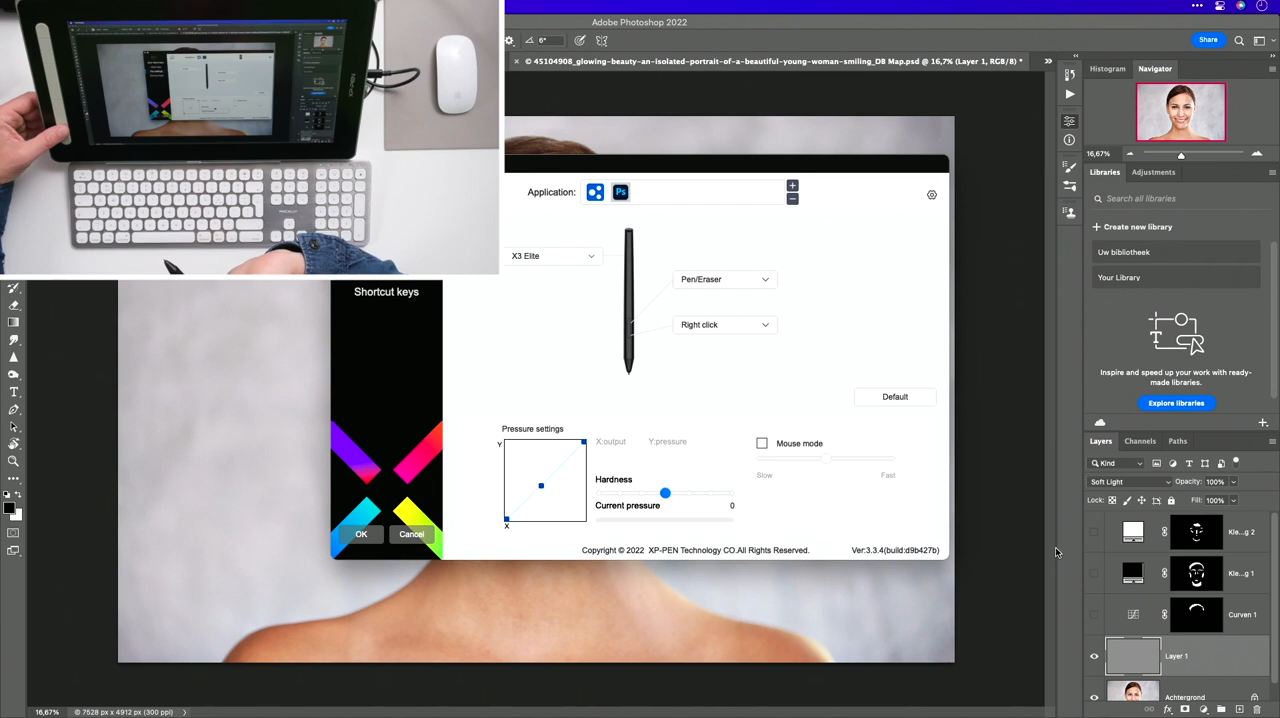 Adobe Photoshop 2022
6°
Share
× © 45104908_glowing-beauty-an-isolated-portrait-of-a-beautiful-young-woman-smiling_DB Map.psd @ 16,7% (Layer 1, RGB/8) *
Histogram Navigator
16,67%
Libraries Adjustments
Search all libraries
+ Create new library
Uw bibliotheek
Your Library
Inspire and speed up your work with ready-
made libraries.
Explore libraries
Layers Channels Paths
Kind
Soft Light Opacity: 100%
Lock: Fill: 100%
Kle...g 2
Kle...g 1
Curven 1
Layer 1
Achtergrond
Application: Ps
X3 Elite
Pen/Eraser
Right click
Default
Shortcut keys
OK Cancel
Pressure settings
Y
X
X:output Y:pressure
Hardness
Current pressure 0
Mouse mode
Slow Fast
Copyright © 2022 XP-PEN Technology CO.All Rights Reserved. Ver:3.3.4(build:d9b427b)
16,67% © 7528 px x 4912 px (300 ppi)